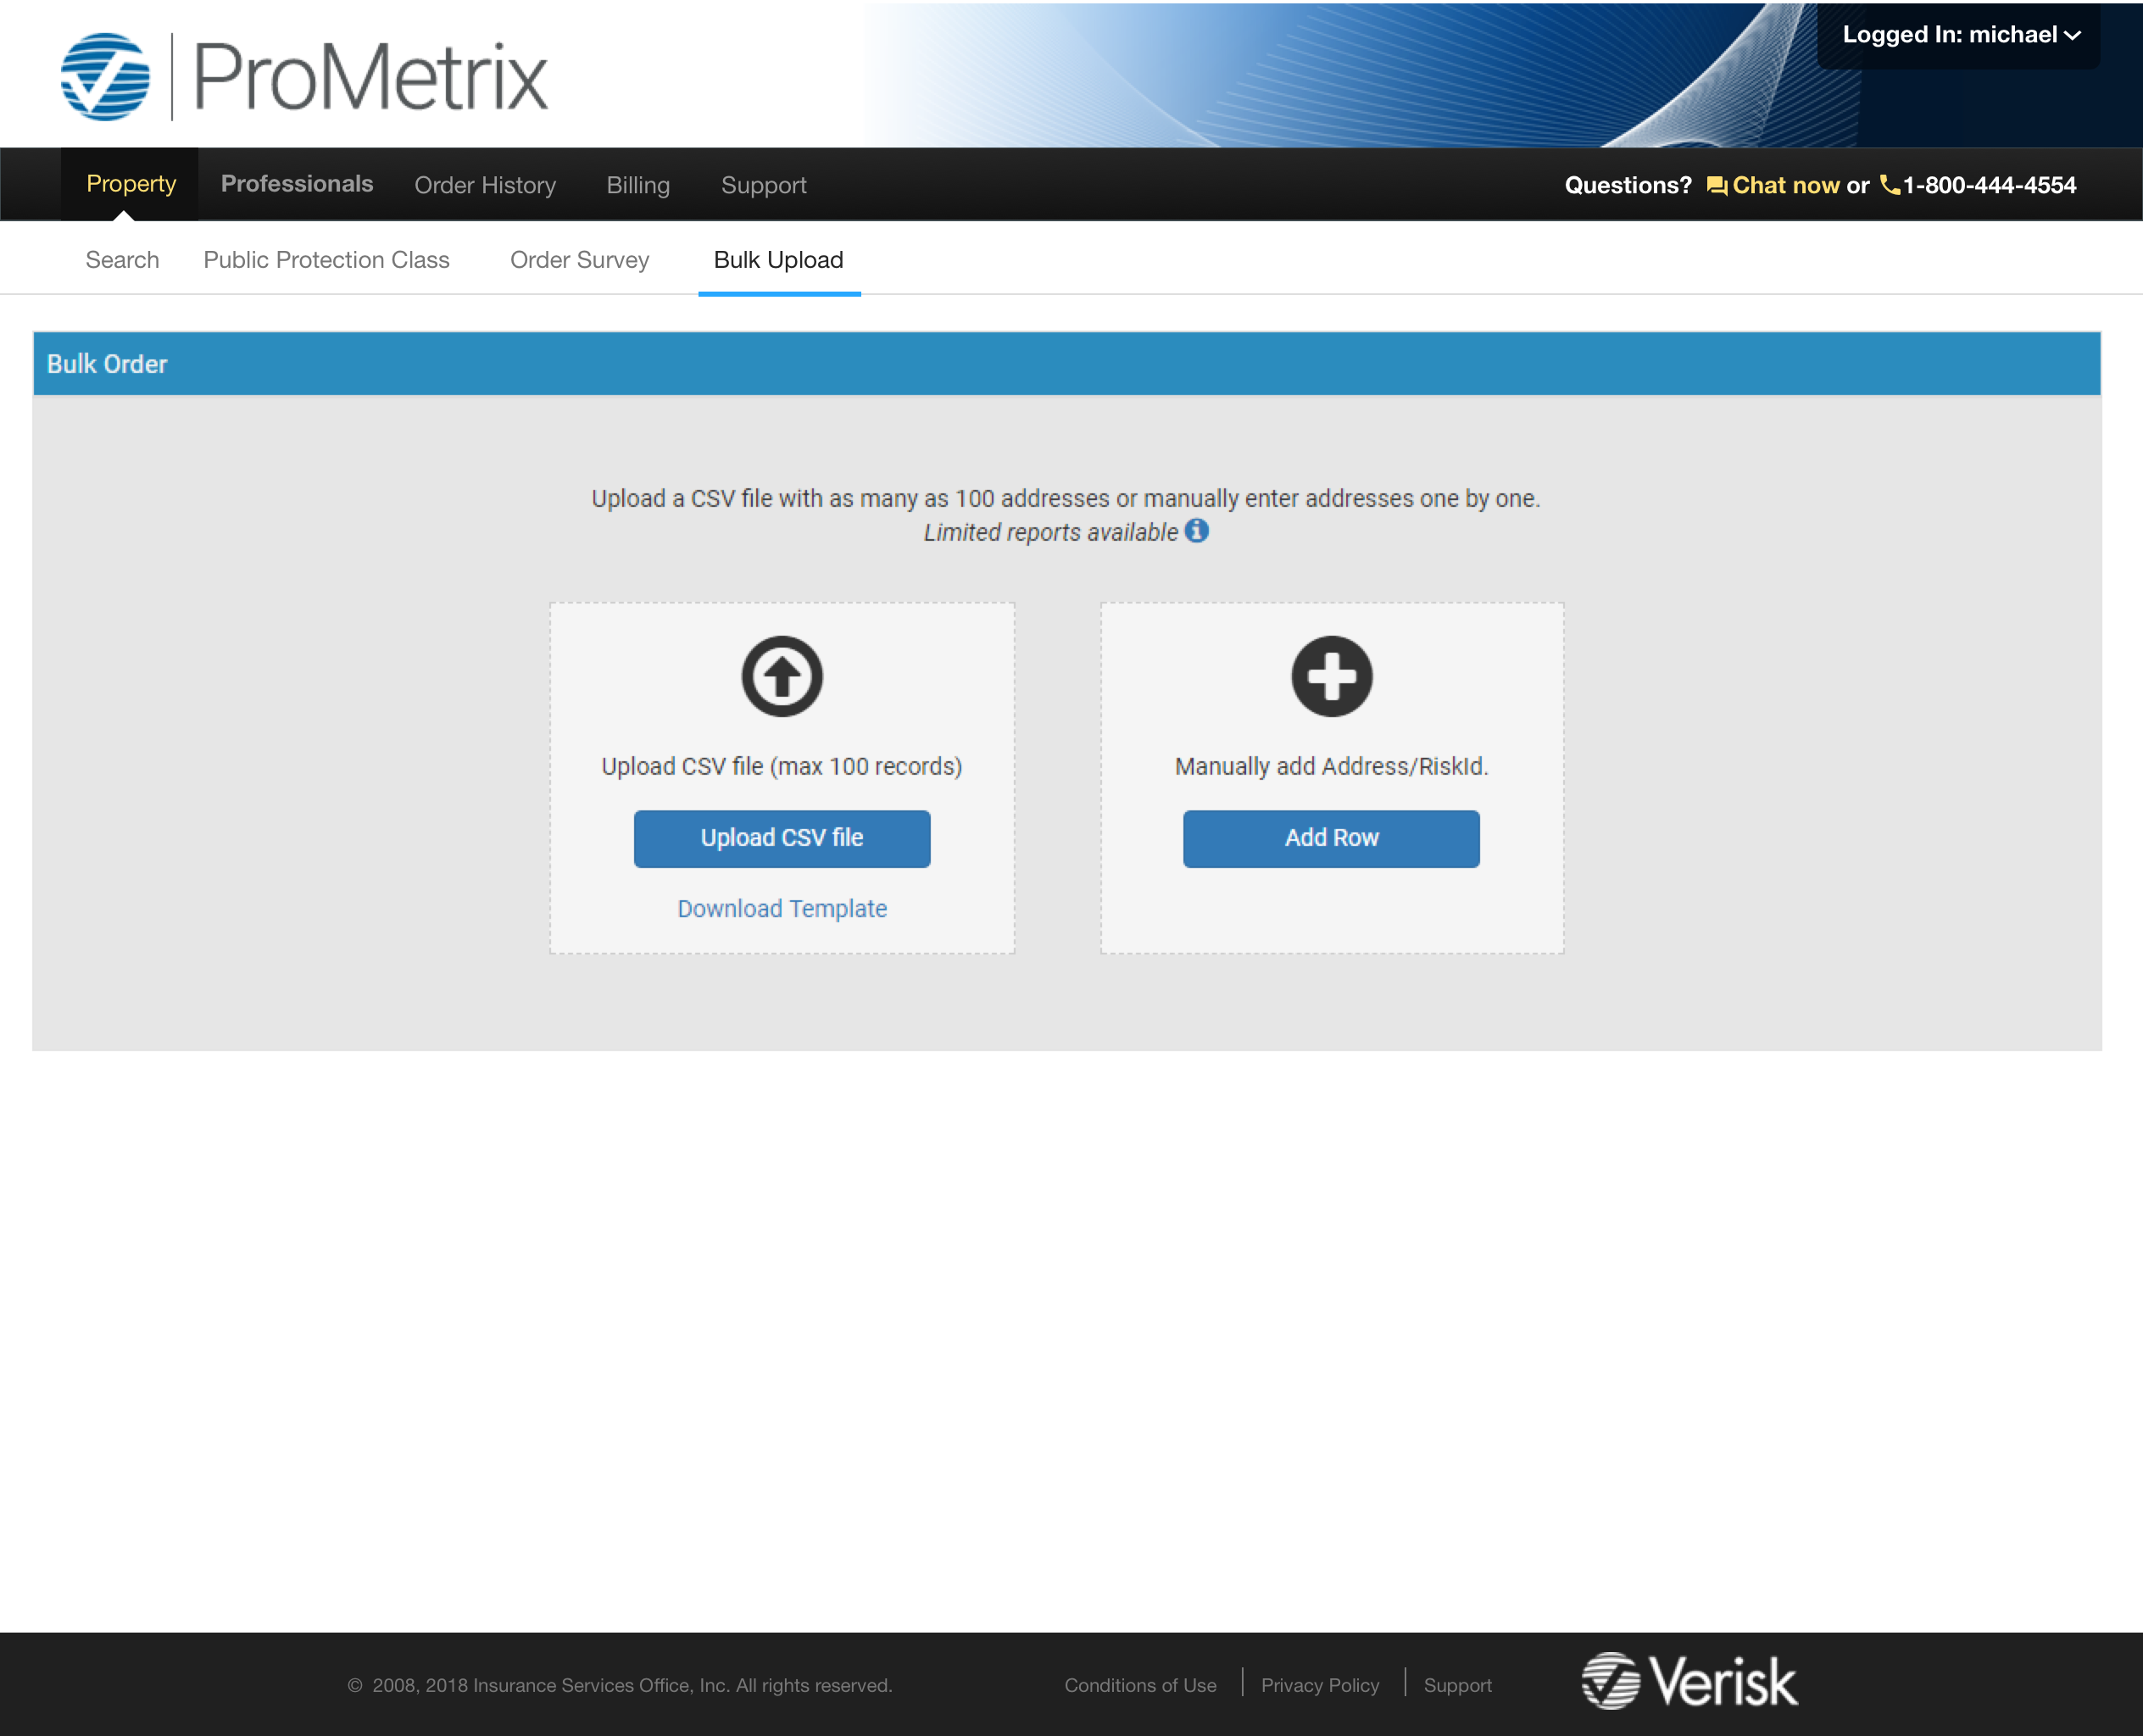 ProMetrix
Logged In: michael
Property Professionals Order History Billing Support Questions? Chat now or 1-800-444-4554
Search Public Protection Class Order Survey Bulk Upload
Bulk Order
Upload a CSV file with as many as 100 addresses or manually enter addresses one by one.
Limited reports available
Upload CSV file (max 100 records)
Upload CSV file
Download Template
Manually add Address/RiskId.
Add Row
© 2008, 2018 Insurance Services Office, Inc. All rights reserved. Conditions of Use Privacy Policy Support Verisk